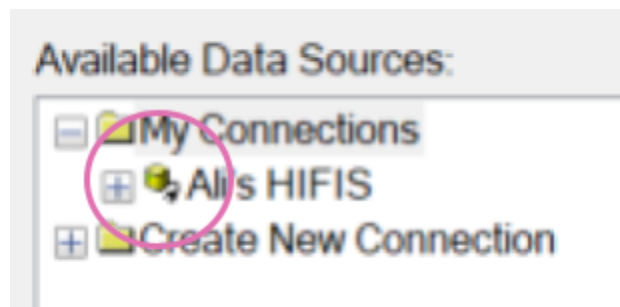 Available Data Sources:
My Connections
Ali's HIFIS
Create New Connection